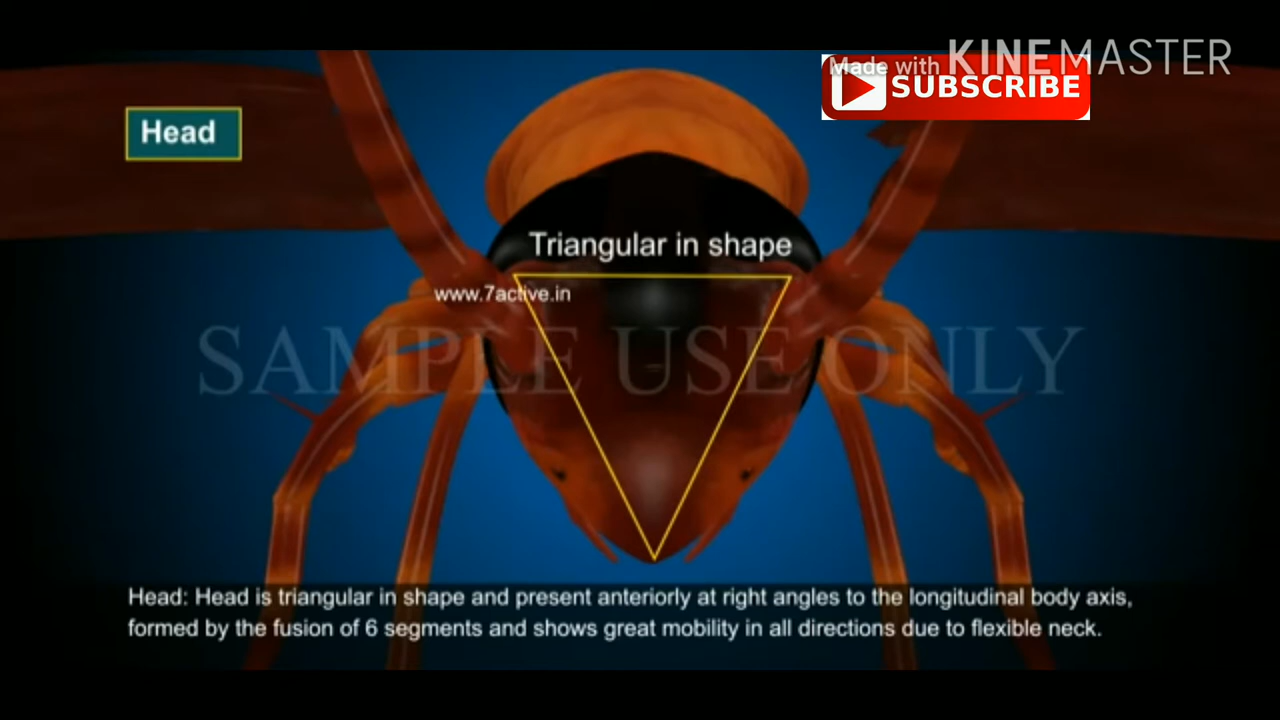 Made with KINEMASTER
SUBSCRIBE
Head
Triangular in shape
www.7active.in
SAMPLE USE ONLY
Head: Head is triangular in shape and present anteriorly at right angles to the longitudinal body axis,
formed by the fusion of 6 segments and shows great mobility in all directions due to flexible neck.